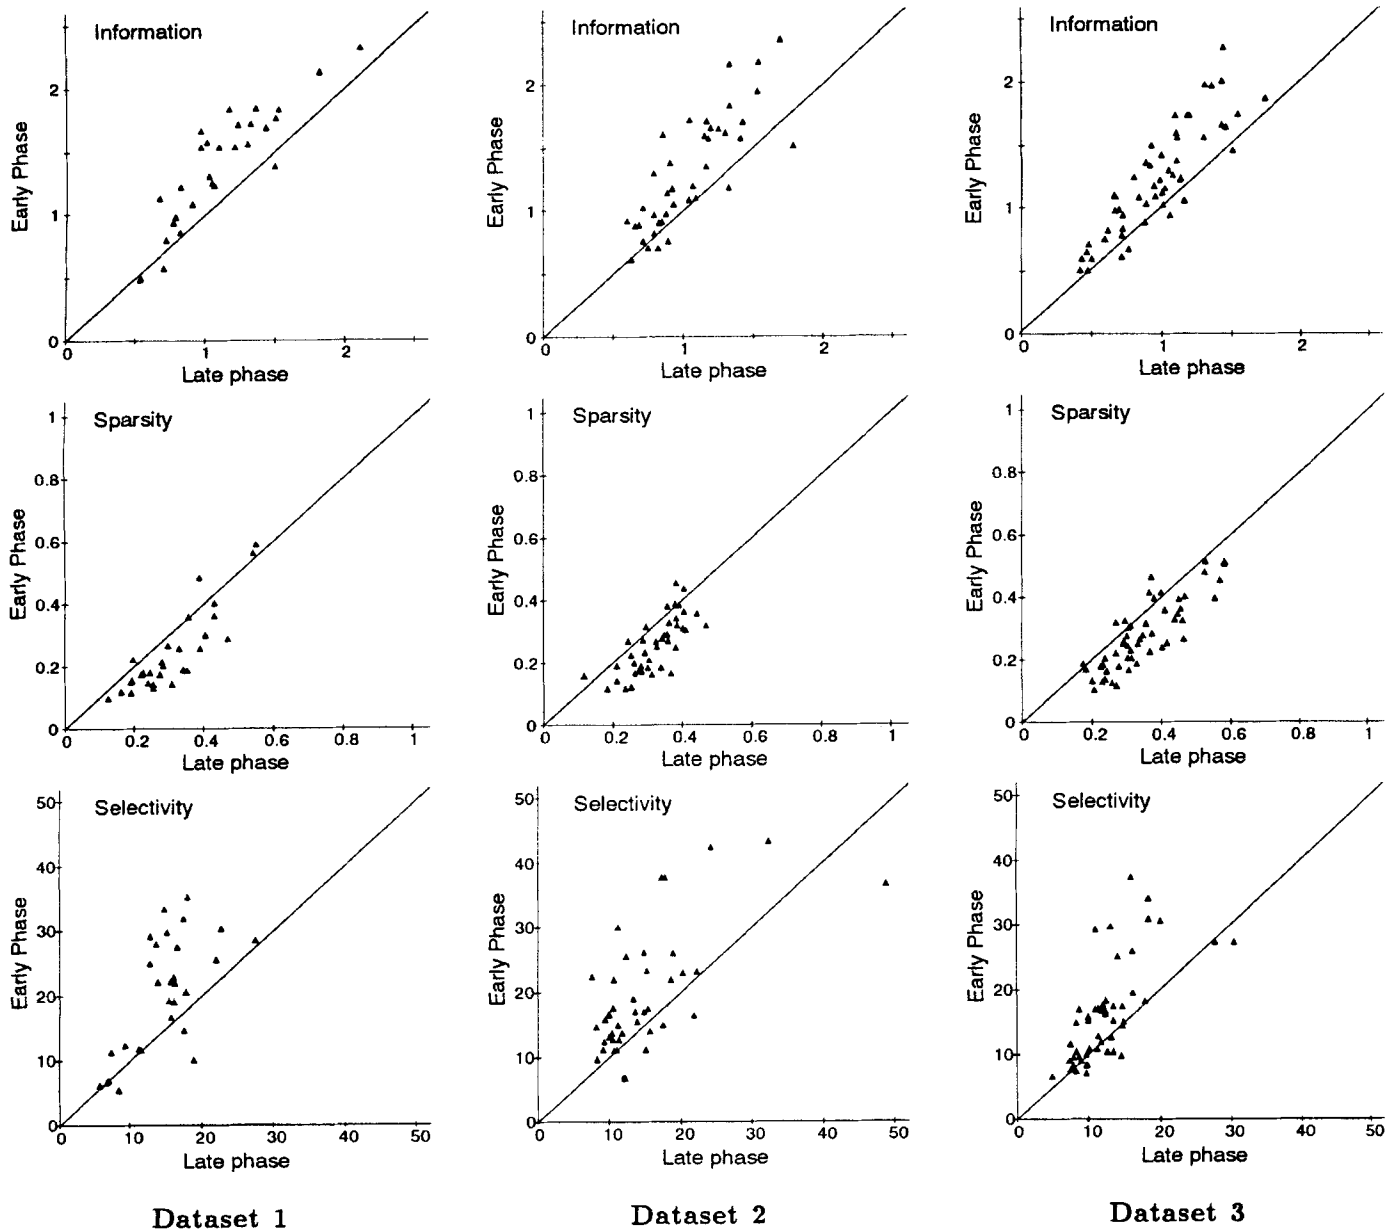 Information
Early Phase
2
1
0
0 1 2
Late phase
Information
Early Phase
2
1
0
0 1 2
Late phase
Information
Early Phase
2
1
0
0 1 2
Late phase
Sparsity
Early Phase
1
0.8
0.6
0.4
0.2
0
0 0.2 0.4 0.6 0.8 1
Late phase
Sparsity
Early Phase
1
0.8
0.6
0.4
0.2
0
0 0.2 0.4 0.6 0.8 1
Late phase
Sparsity
Early Phase
1
0.8
0.6
0.4
0.2
0
0 0.2 0.4 0.6 0.8 1
Late phase
Selectivity
Early Phase
50
40
30
20
10
0
0 10 20 30 40 50
Late phase
Selectivity
Early Phase
50
40
30
20
10
0
0 10 20 30 40 50
Late phase
Selectivity
Early Phase
50
40
30
20
10
0
0 10 20 30 40 50
Late phase
Dataset 1
Dataset 2
Dataset 3